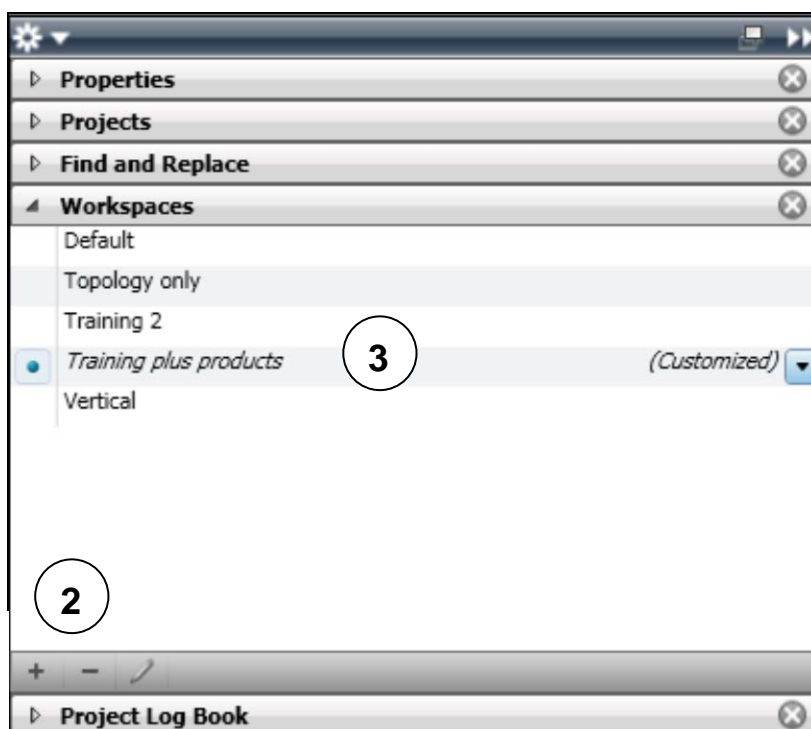 Properties
Projects
Find and Replace
Workspaces
Default
Topology only
Training 2
Training plus products 3 (Customized)
Vertical
2
Project Log Book